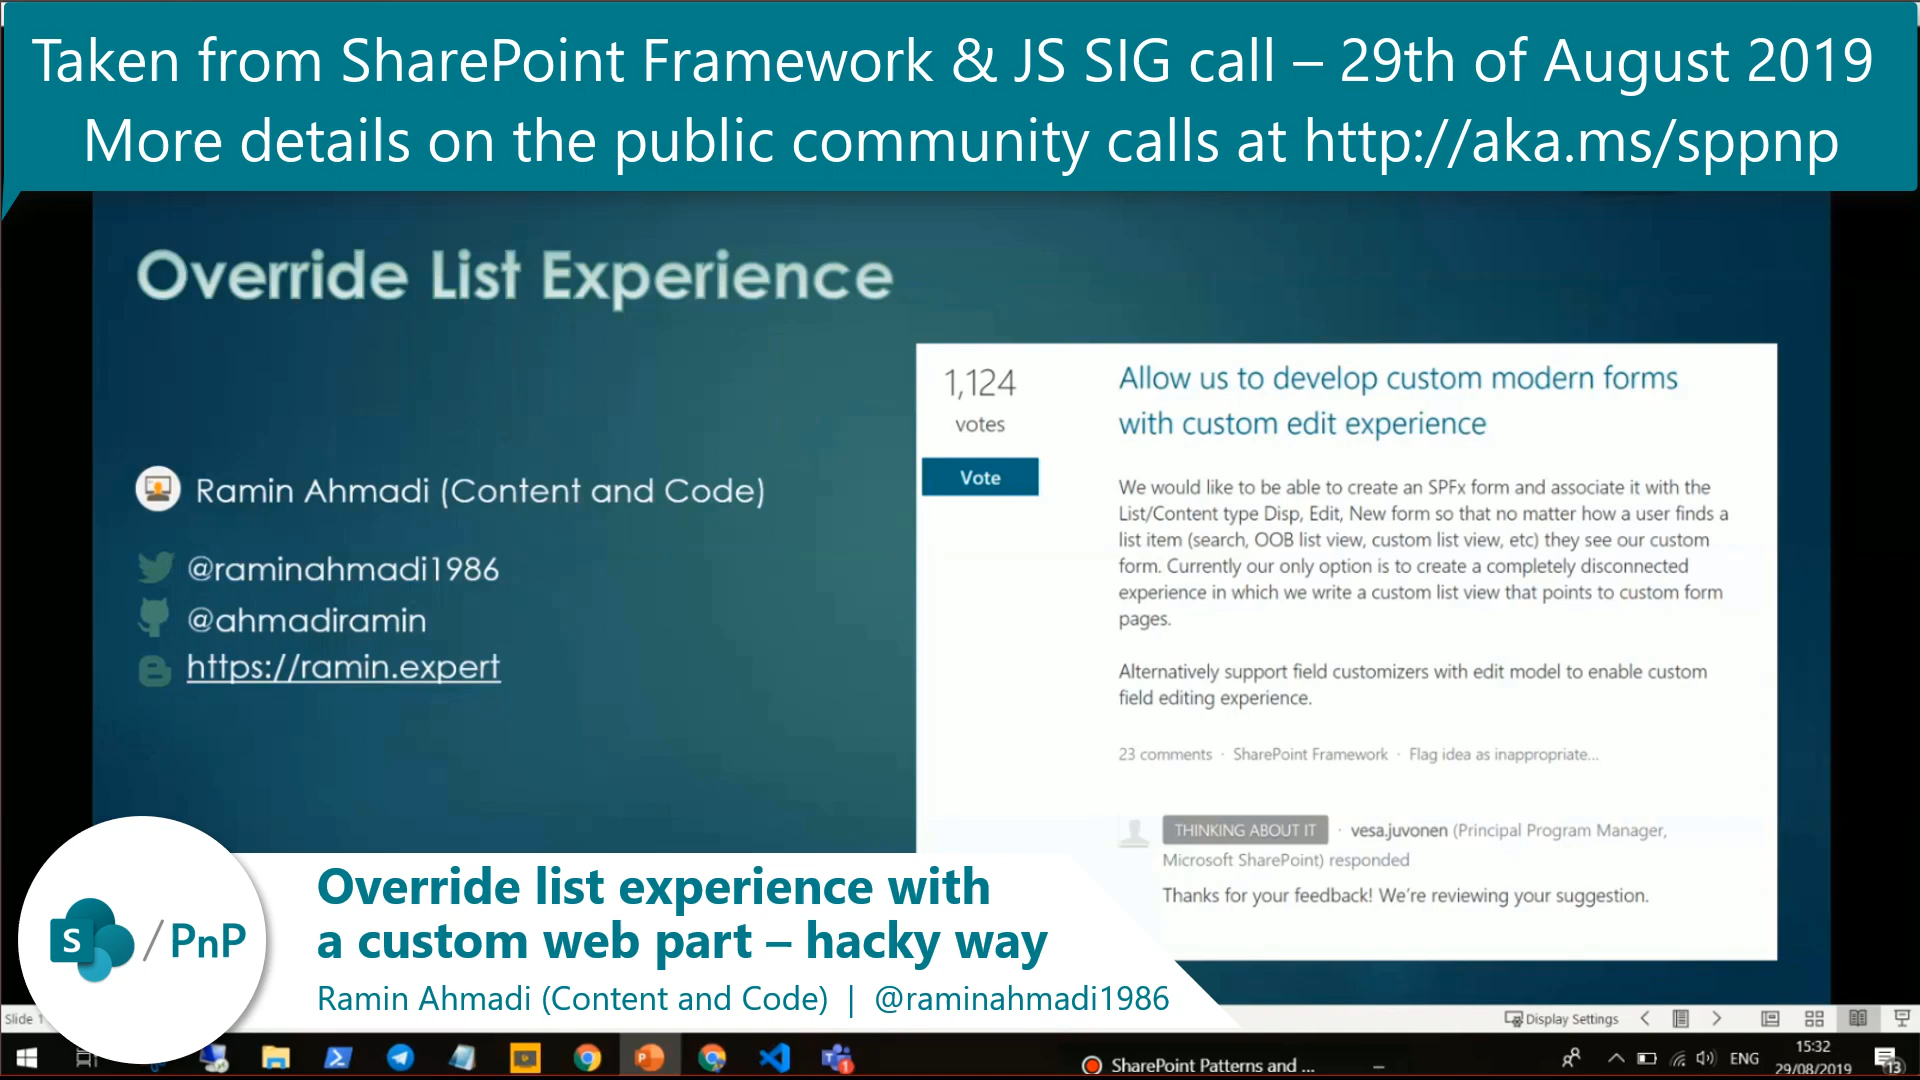 Taken from SharePoint Framework & JS SIG call – 29th of August 2019
More details on the public community calls at http://aka.ms/sppnp
Override List Experience
Ramin Ahmadi (Content and Code)
@raminahmadi1986
@ahmadiramin
https://ramin.expert
1,124
votes
Vote
Allow us to develop custom modern forms
with custom edit experience
We would like to be able to create an SPFx form and associate it with the
List/Content type Disp, Edit, New form so that no matter how a user finds a
list item (search, OOB list view, custom list view, etc) they see our custom
form. Currently our only option is to create a completely disconnected
experience in which we write a custom list view that points to custom form
pages.
Alternatively support field customizers with edit model to enable custom
field editing experience.
23 comments · SharePoint Framework · Flag idea as inappropriate...
THINKING ABOUT IT · vesa.juvonen (Principal Program Manager,
Microsoft SharePoint) responded
Thanks for your feedback! We're reviewing your suggestion.
S / PnP
Override list experience with
a custom web part – hacky way
Ramin Ahmadi (Content and Code) | @raminahmadi1986
Slide 1
Display Settings
SharePoint Patterns and ...
ENG
15:32
29/08/2019
13